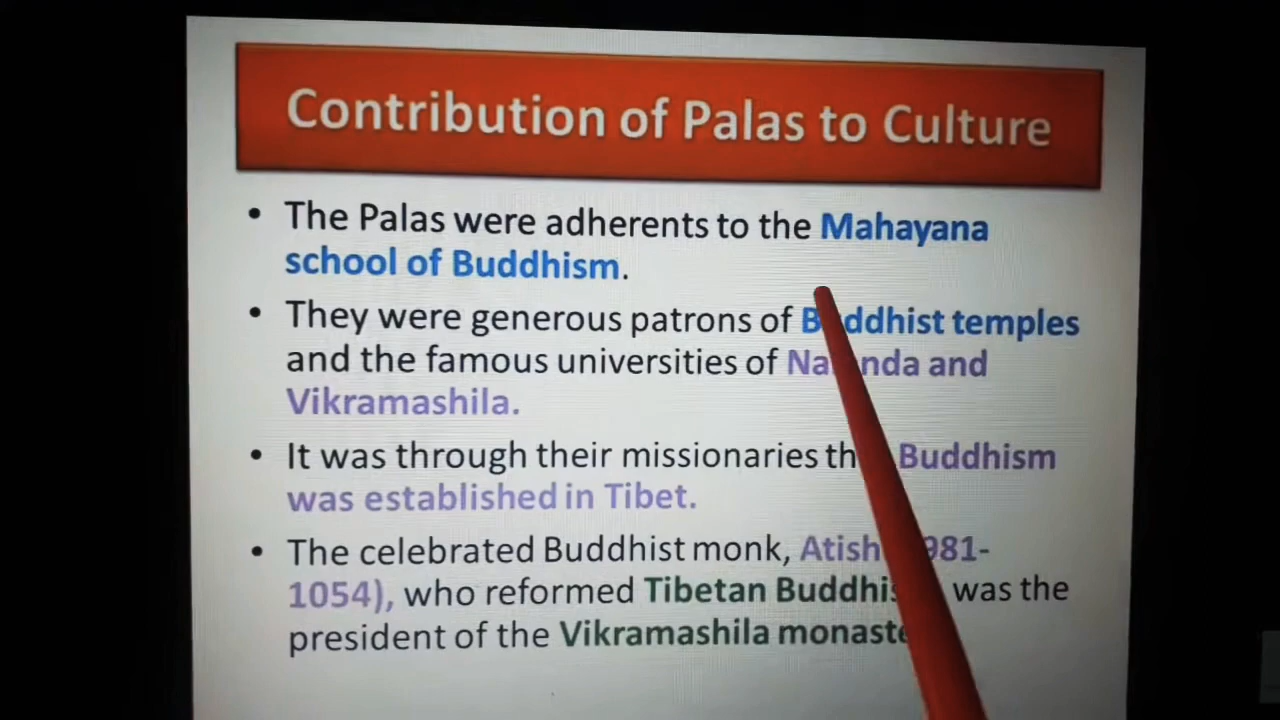 Contribution of Palas to Culture
• The Palas were adherents to the Mahayana
school of Buddhism.
• They were generous patrons of Buddhist temples
and the famous universities of and
Vikramashila.
• It was through their missionaries Buddhism
was established in Tibet.
• The celebrated Buddhist monk,
1054), who reformed Tibetan was the
president of the Vikramashila